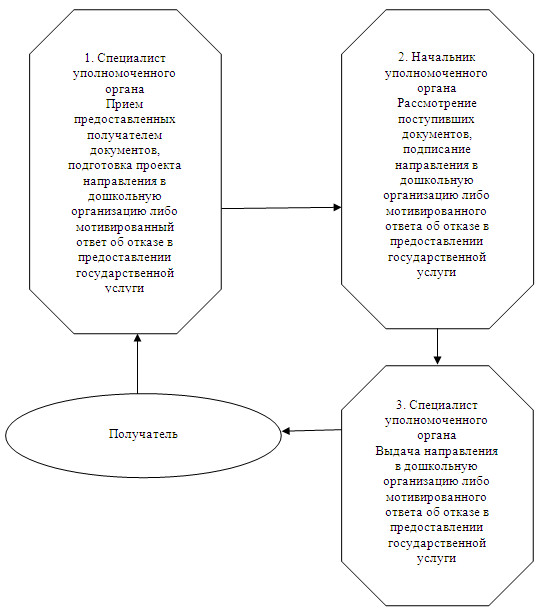 1. Специалист
уполномоченного
органа
Прием
предоставленных
получателем
документов,
подготовка проекта
направления в
дошкольную
организацию либо
мотивированный
ответ об отказе в
предоставлении
государственной
услуги
2. Начальник
уполномоченного
органа
Рассмотрение
поступивших
документов,
подписание
направления в
дошкольную
организацию либо
мотивированного
ответа об отказе в
предоставлении
государственной
услуги
3. Специалист
уполномоченного
органа
Выдача направления
в дошкольную
организацию либо
мотивированного
ответа об отказе в
предоставлении
государственной
услуги
Получатель